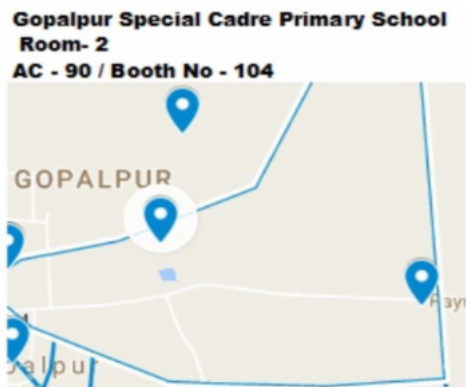 Gopalpur Special Cadre Primary School
Room- 2
AC - 90 / Booth No - 104
GOPALPUR